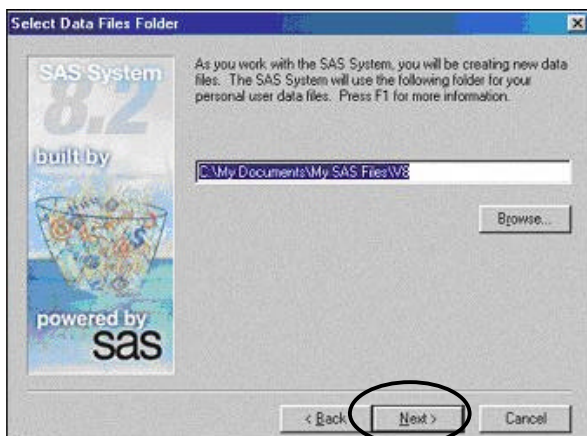 Select Data Files Folder
SAS System
8.2
built by
powered by
sas
As you work with the SAS System, you will be creating new data
files. The SAS System will use the following folder for your
personal user data files. Press F1 for more information.
C:\My Documents\My SAS Files\V8
Browse...
< Back
Next >
Cancel